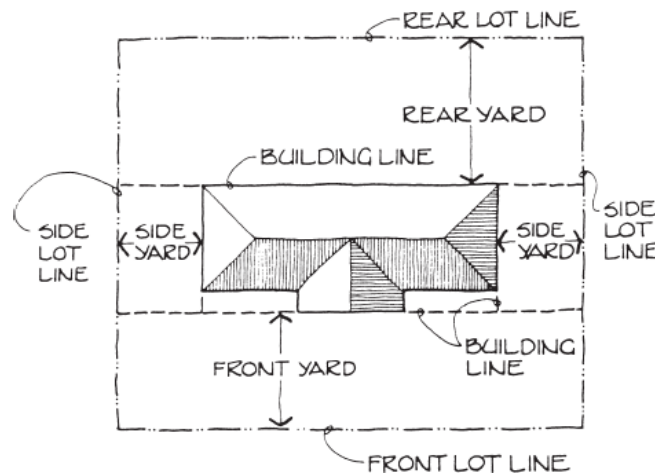 REAR LOT LINE
REAR YARD
BUILDING LINE
SIDE
LOT
LINE
SIDE
YARD
SIDE
YARD
SIDE
LOT
LINE
BUILDING
LINE
FRONT YARD
FRONT LOT LINE